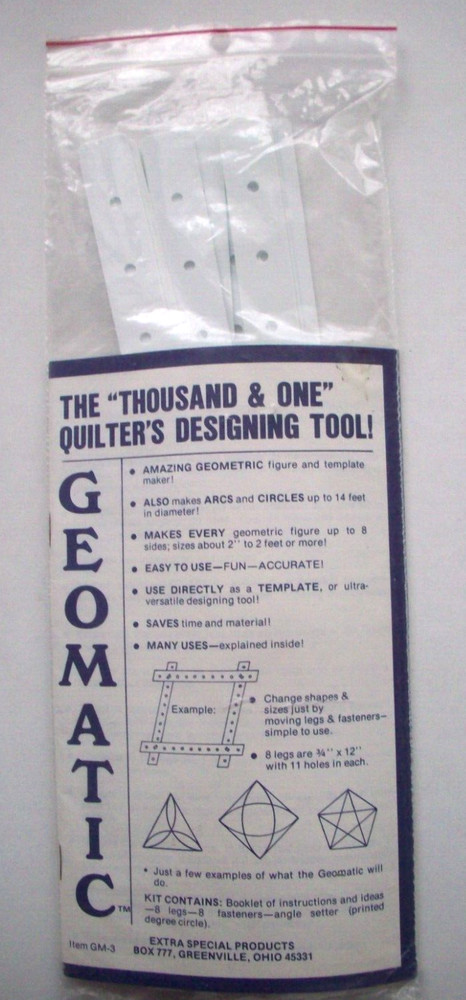 THE "THOUSAND & ONE"
QUILTER'S DESIGNING TOOL!
GEOMATIC™
• AMAZING GEOMETRIC figure and template
maker!
• ALSO makes ARCS and CIRCLES up to 14 feet
in diameter!
• MAKES EVERY geometric figure up to 8
sides; sizes about 2'' to 2 feet or more!
• EASY TO USE—FUN—ACCURATE!
• USE DIRECTLY as a TEMPLATE, or ultra-
versatile designing tool!
• SAVES time and material!
• MANY USES—explained inside!
Example:
• Change shapes &
sizes just by
moving legs & fasteners—
simple to use.
• 8 legs are ¾'' x 12''
with 11 holes in each.
• Just a few examples of what the Geomatic will
do.
KIT CONTAINS: Booklet of instructions and ideas
—8 legs—8 fasteners—angle setter (printed
degree circle).
Item GM-3
EXTRA SPECIAL PRODUCTS
BOX 777, GREENVILLE, OHIO 45331